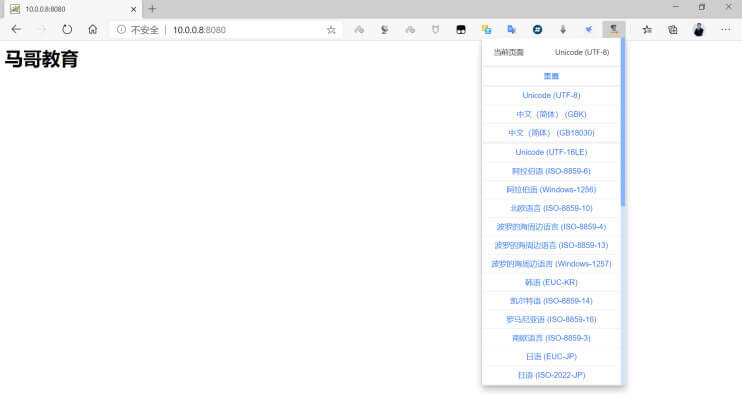 10.0.0.8:8080
不安全
10.0.0.8:8080
马哥教育
当前页面
Unicode (UTF-8)
重置
Unicode (UTF-8)
中文（简体） (GBK)
中文（简体） (GB18030)
Unicode (UTF-16LE)
阿拉伯语 (ISO-8859-6)
阿拉伯语 (Windows-1256)
北欧语言 (ISO-8859-10)
波罗的海周边语言 (ISO-8859-4)
波罗的海周边语言 (ISO-8859-13)
波罗的海周边语言 (Windows-1257)
韩语 (EUC-KR)
凯尔特语 (ISO-8859-14)
罗马尼亚语 (ISO-8859-16)
南欧语言 (ISO-8859-3)
日语 (EUC-JP)
日语 (ISO-2022-JP)